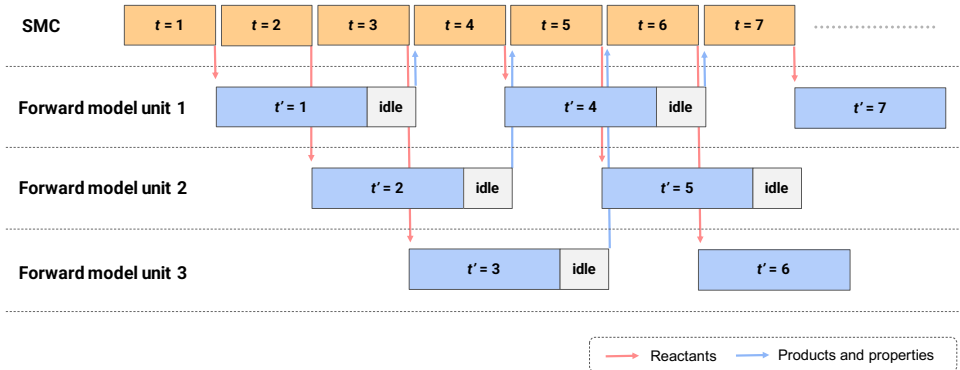 SMC t = 1 t = 2 t = 3 t = 4 t = 5 t = 6 t = 7
Forward model unit 1 t' = 1 idle t' = 4 idle t' = 7
Forward model unit 2 t' = 2 idle t' = 5 idle
Forward model unit 3 t' = 3 idle t' = 6
Reactants Products and properties